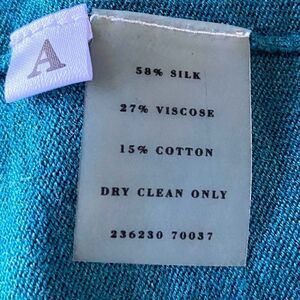 A
58% SILK
27% VISCOSE
15% COTTON
DRY CLEAN ONLY
236230 70037